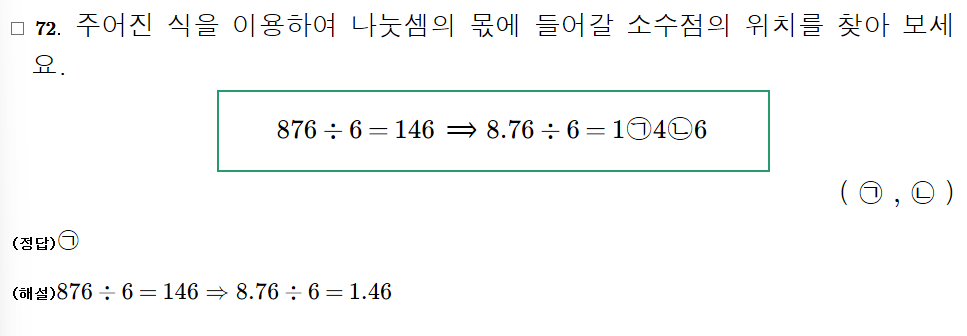 □ 72. 주어진 식을 이용하여 나눗셈의 몫에 들어갈 소수점의 위치를 찾아 보세
요.
876 ÷ 6 = 146 ⟹ 8.76 ÷ 6 = 1㉠4㉡6
( ㉠ , ㉡ )
(정답)㉠
(해설)876 ÷ 6 = 146 ⇒ 8.76 ÷ 6 = 1.46